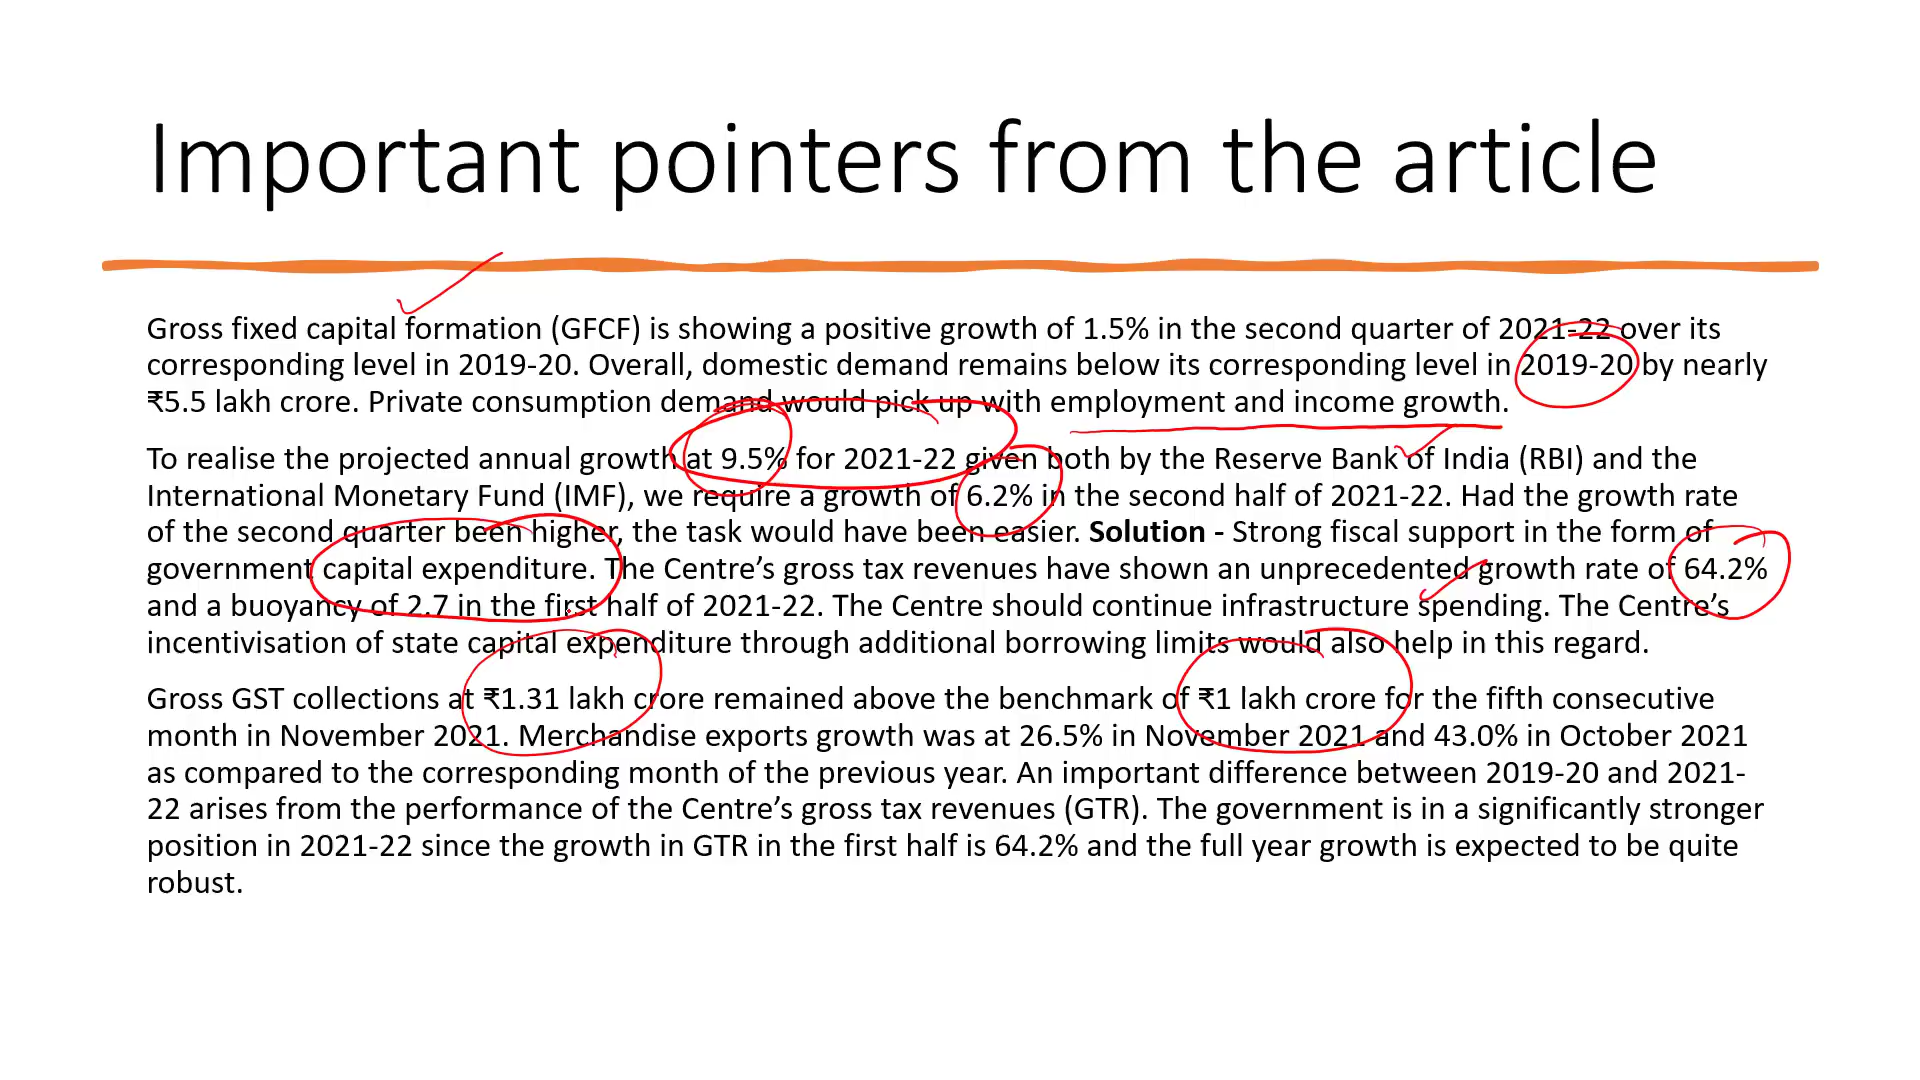 Important pointers from the article
Gross fixed capital formation (GFCF) is showing a positive growth of 1.5% in the second quarter of 2021-22 over its
corresponding level in 2019-20. Overall, domestic demand remains below its corresponding level in 2019-20 by nearly
₹5.5 lakh crore. Private consumption demand would pick up with employment and income growth.
To realise the projected annual growth at 9.5% for 2021-22 given both by the Reserve Bank of India (RBI) and the
International Monetary Fund (IMF), we require a growth of 6.2% in the second half of 2021-22. Had the growth rate
of the second quarter been higher, the task would have been easier. Solution - Strong fiscal support in the form of
government capital expenditure. The Centre’s gross tax revenues have shown an unprecedented growth rate of 64.2%
and a buoyancy of 2.7 in the first half of 2021-22. The Centre should continue infrastructure spending. The Centre’s
incentivisation of state capital expenditure through additional borrowing limits would also help in this regard.
Gross GST collections at ₹1.31 lakh crore remained above the benchmark of ₹1 lakh crore for the fifth consecutive
month in November 2021. Merchandise exports growth was at 26.5% in November 2021 and 43.0% in October 2021
as compared to the corresponding month of the previous year. An important difference between 2019-20 and 2021-
22 arises from the performance of the Centre’s gross tax revenues (GTR). The government is in a significantly stronger
position in 2021-22 since the growth in GTR in the first half is 64.2% and the full year growth is expected to be quite
robust.